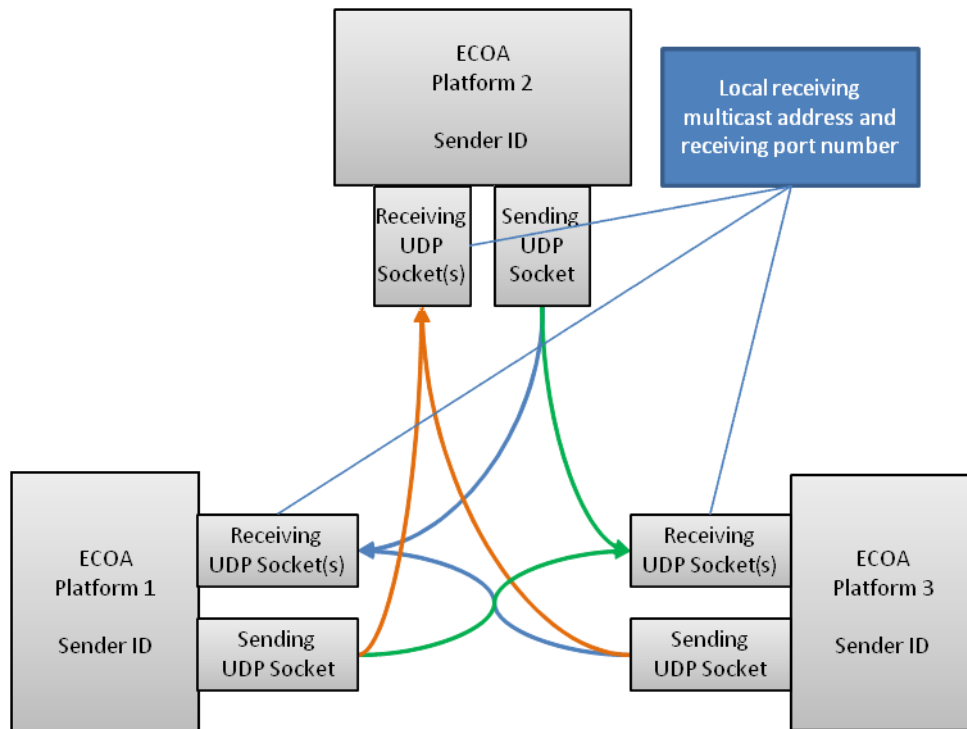 ECOA
Platform 2
Sender ID
Local receiving
multicast address and
receiving port number
Receiving
UDP
Socket(s)
Sending
UDP
Socket
ECOA
Platform 1
Sender ID
Receiving
UDP Socket(s)
Sending
UDP Socket
Receiving
UDP Socket(s)
Sending
UDP Socket
ECOA
Platform 3
Sender ID